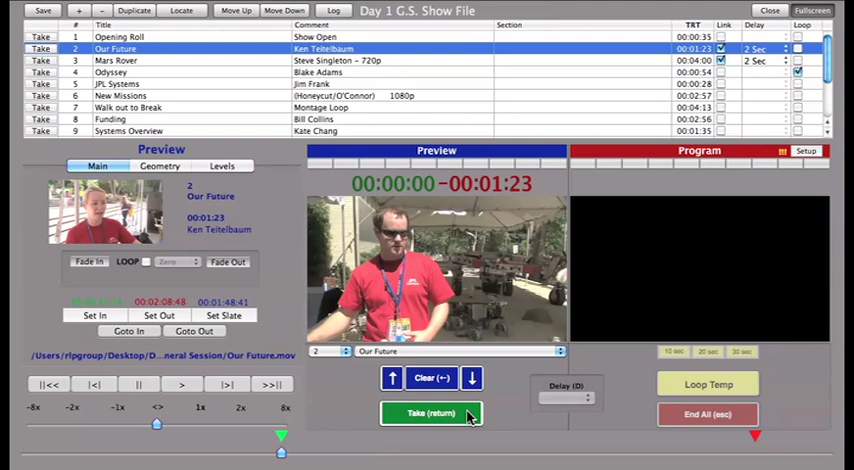 Save + - Duplicate Locate Move Up Move Down Log Day 1 G.S. Show File Close Fullscreen
# Title Comment Section TRT Link Delay Loop
Take 1 Opening Roll Show Open 00:00:35
Take 2 Our Future Ken Teitelbaum 00:01:23 2 Sec
Take 3 Mars Rover Steve Singleton - 720p 00:04:00 2 Sec
Take 4 Odyssey Blake Adams 00:00:54
Take 5 JPL Systems Jim Frank 00:00:28
Take 6 New Missions (Honeycut/O'Connor) 1080p 00:02:57
Take 7 Walk out to Break Montage Loop 00:04:13
Take 8 Funding Bill Collins 00:02:56
Take 9 Systems Overview Kate Chang 00:01:35
Preview
Main Geometry Levels
2
Our Future
00:01:23
Ken Teitelbaum
Fade In LOOP Zero Fade Out
00:02:08:48 00:01:48:41
Set In Set Out Set Slate
Goto In Goto Out
/Users/rlpgroup/Desktop/D...neral Session/Our Future.mov
||<< |<| || > |>| >>||
-8x -2x -1x <> 1x 2x 8x
Preview
00:00:00-00:01:23
2 Our Future
↑ Clear (←) ↓
Take (return)
Program !!! Setup
10 sec 20 sec 30 sec
Delay (D)
Loop Temp
End All (esc)